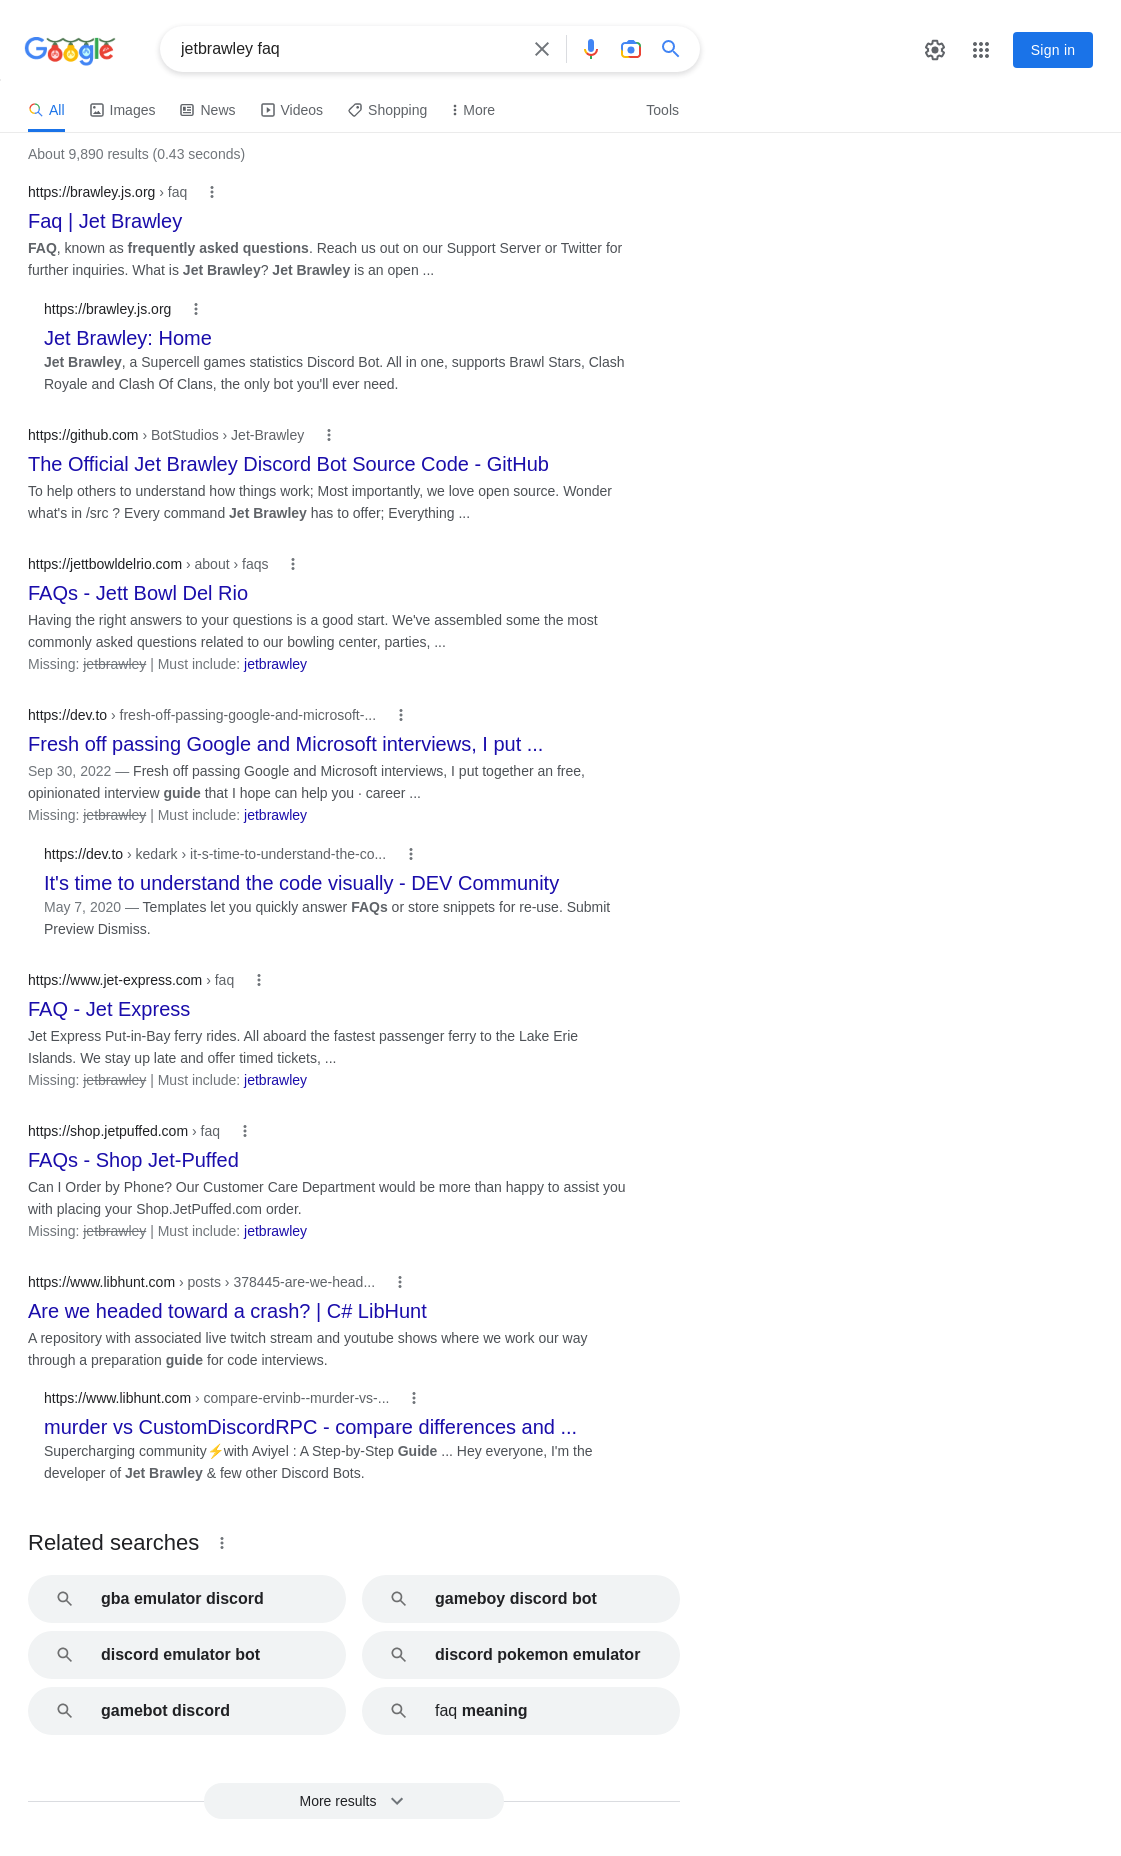 Google
jetbrawley faq
Sign in
All Images News Videos Shopping More Tools
About 9,890 results (0.43 seconds)
https://brawley.js.org › faq
Faq | Jet Brawley
FAQ, known as frequently asked questions. Reach us out on our Support Server or Twitter for
further inquiries. What is Jet Brawley? Jet Brawley is an open ...
https://brawley.js.org
Jet Brawley: Home
Jet Brawley, a Supercell games statistics Discord Bot. All in one, supports Brawl Stars, Clash
Royale and Clash Of Clans, the only bot you'll ever need.
https://github.com › BotStudios › Jet-Brawley
The Official Jet Brawley Discord Bot Source Code - GitHub
To help others to understand how things work; Most importantly, we love open source. Wonder
what's in /src ? Every command Jet Brawley has to offer; Everything ...
https://jettbowldelrio.com › about › faqs
FAQs - Jett Bowl Del Rio
Having the right answers to your questions is a good start. We've assembled some the most
commonly asked questions related to our bowling center, parties, ...
Missing: jetbrawley | Must include: jetbrawley
https://dev.to › fresh-off-passing-google-and-microsoft-...
Fresh off passing Google and Microsoft interviews, I put ...
Sep 30, 2022 — Fresh off passing Google and Microsoft interviews, I put together an free,
opinionated interview guide that I hope can help you · career ...
Missing: jetbrawley | Must include: jetbrawley
https://dev.to › kedark › it-s-time-to-understand-the-co...
It's time to understand the code visually - DEV Community
May 7, 2020 — Templates let you quickly answer FAQs or store snippets for re-use. Submit
Preview Dismiss.
https://www.jet-express.com › faq
FAQ - Jet Express
Jet Express Put-in-Bay ferry rides. All aboard the fastest passenger ferry to the Lake Erie
Islands. We stay up late and offer timed tickets, ...
Missing: jetbrawley | Must include: jetbrawley
https://shop.jetpuffed.com › faq
FAQs - Shop Jet-Puffed
Can I Order by Phone? Our Customer Care Department would be more than happy to assist you
with placing your Shop.JetPuffed.com order.
Missing: jetbrawley | Must include: jetbrawley
https://www.libhunt.com › posts › 378445-are-we-head...
Are we headed toward a crash? | C# LibHunt
A repository with associated live twitch stream and youtube shows where we work our way
through a preparation guide for code interviews.
https://www.libhunt.com › compare-ervinb--murder-vs-...
murder vs CustomDiscordRPC - compare differences and ...
Supercharging community⚡with Aviyel : A Step-by-Step Guide ... Hey everyone, I'm the
developer of Jet Brawley & few other Discord Bots.
Related searches
gba emulator discord
gameboy discord bot
discord emulator bot
discord pokemon emulator
gamebot discord
faq meaning
More results